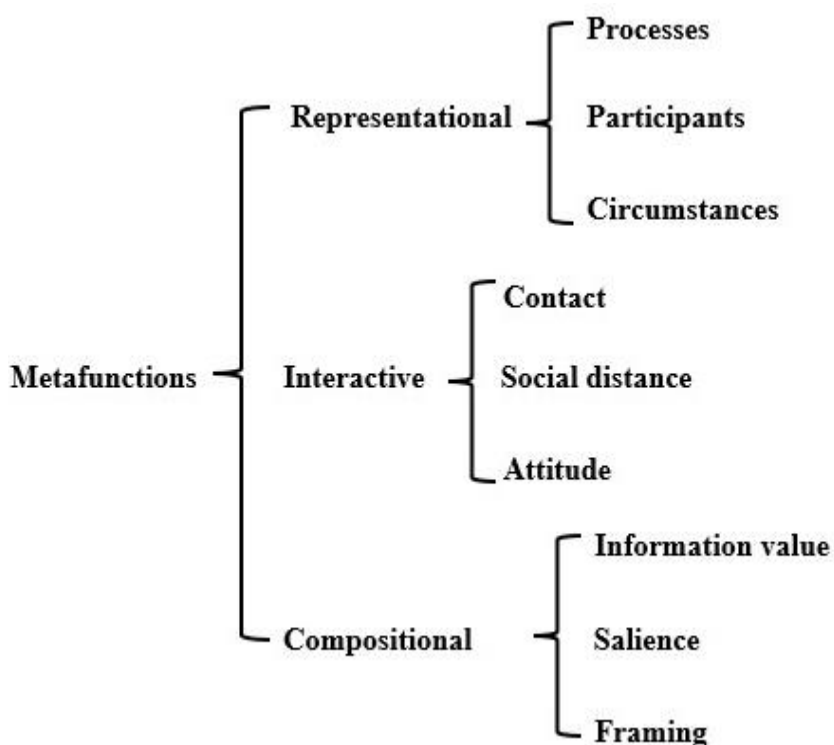 Metafunctions
Representational
Processes
Participants
Circumstances
Interactive
Contact
Social distance
Attitude
Compositional
Information value
Salience
Framing